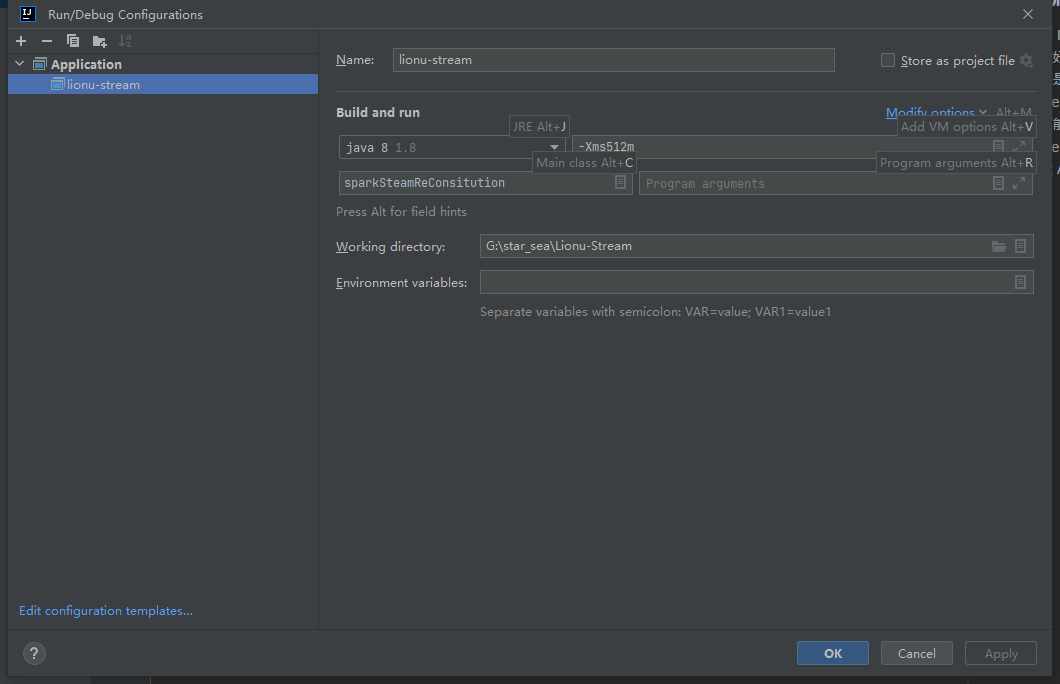 Run/Debug Configurations
Application
lionu-stream
Name:
lionu-stream
Store as project file
Build and run
Modify options
Alt+M
JRE Alt+J
Add VM options Alt+V
java 8 1.8
-Xms512m
Main class Alt+C
Program arguments Alt+R
sparkSteamReConsitution
Program arguments
Press Alt for field hints
Working directory:
G:\star_sea\Lionu-Stream
Environment variables:
Separate variables with semicolon: VAR=value; VAR1=value1
Edit configuration templates...
?
OK
Cancel
Apply